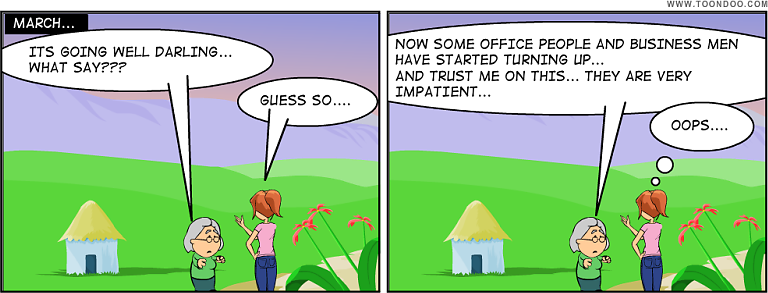 WWW.TOONDOO.COM
MARCH...
ITS GOING WELL DARLING...
WHAT SAY???
GUESS SO....
NOW SOME OFFICE PEOPLE AND BUSINESS MEN
HAVE STARTED TURNING UP...
AND TRUST ME ON THIS... THEY ARE VERY
IMPATIENT...
OOPS....